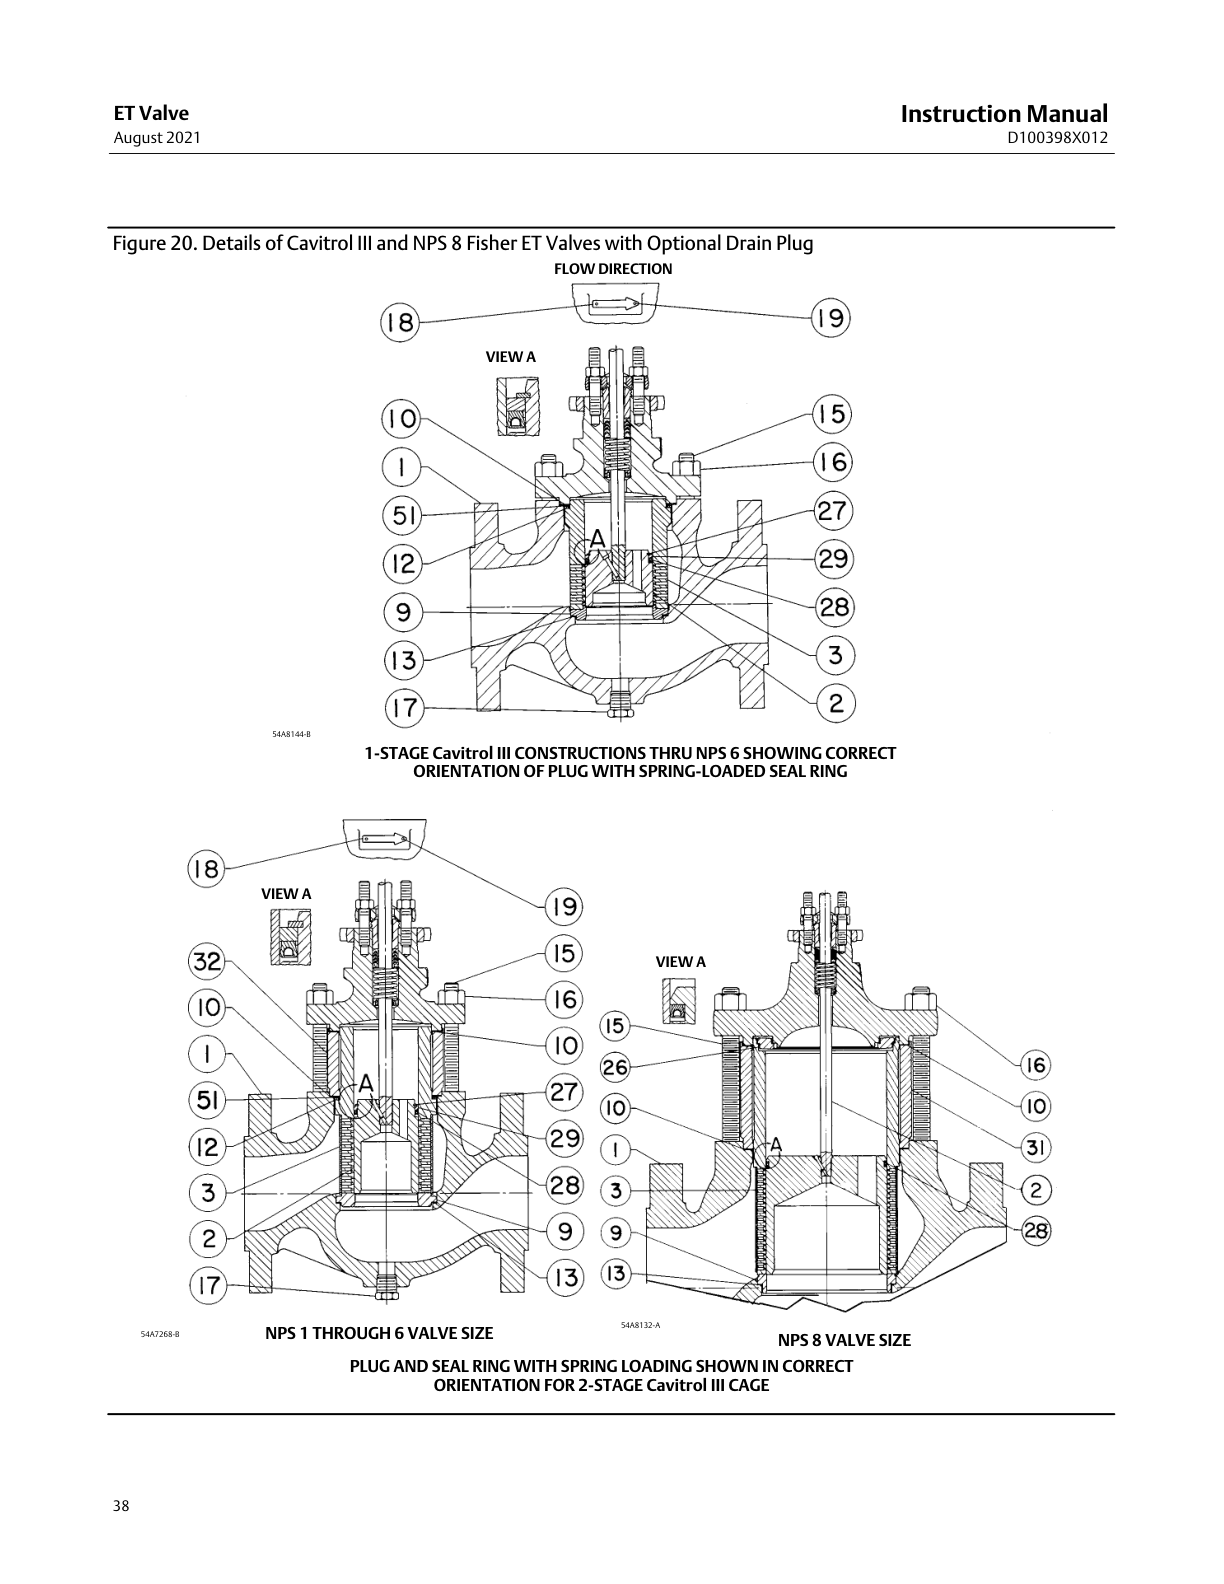 ET Valve
August 2021
Instruction Manual
D100398X012
Figure 20. Details of Cavitrol III and NPS 8 Fisher ET Valves with Optional Drain Plug
FLOW DIRECTION
18
19
VIEW A
10
1
51
12
9
13
17
A
15
16
27
29
28
3
2
54A8144-B
1-STAGE Cavitrol III CONSTRUCTIONS THRU NPS 6 SHOWING CORRECT
ORIENTATION OF PLUG WITH SPRING-LOADED SEAL RING
18
VIEW A
32
10
1
51
12
3
2
17
A
19
15
16
10
27
29
28
9
13
54A7268-B
NPS 1 THROUGH 6 VALVE SIZE
VIEW A
15
26
10
1
3
9
13
A
16
10
31
2
28
54A8132-A
NPS 8 VALVE SIZE
PLUG AND SEAL RING WITH SPRING LOADING SHOWN IN CORRECT
ORIENTATION FOR 2-STAGE Cavitrol III CAGE
38